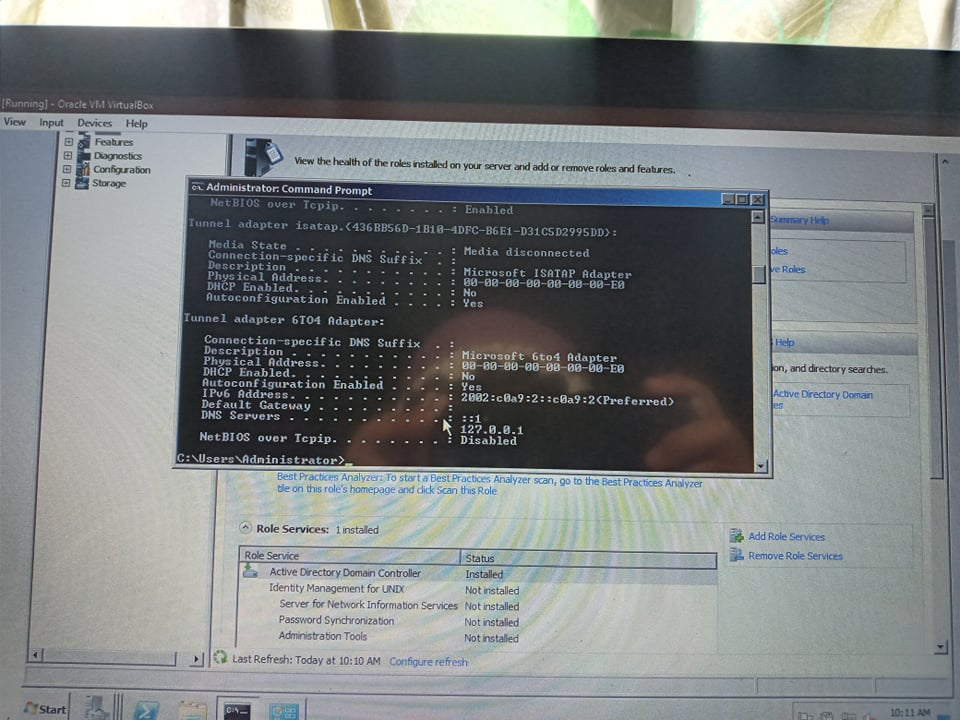 [Running] - Oracle VM VirtualBox
View Input Devices Help
Features
Diagnostics
Configuration
Storage
View the health of the roles installed on your server and add or remove roles and features.
Administrator: Command Prompt
NetBIOS over Tcpip. . . . . . . . : Enabled
Tunnel adapter isatap.{436BB56D-1B10-4DFC-B6E1-D31C5D2995DD}:
Media State . . . . . . . . . . . : Media disconnected
Connection-specific DNS Suffix . :
Description . . . . . . . . . . . : Microsoft ISATAP Adapter
Physical Address. . . . . . . . . : 00-00-00-00-00-00-00-E0
DHCP Enabled. . . . . . . . . . . : No
Autoconfiguration Enabled . . . . : Yes
Tunnel adapter 6TO4 Adapter:
Connection-specific DNS Suffix . :
Description . . . . . . . . . . . : Microsoft 6to4 Adapter
Physical Address. . . . . . . . . : 00-00-00-00-00-00-00-E0
DHCP Enabled. . . . . . . . . . . : No
Autoconfiguration Enabled . . . . : Yes
IPv6 Address. . . . . . . . . . . : 2002:c0a9:2::c0a9:2(Preferred)
Default Gateway . . . . . . . . . :
DNS Servers . . . . . . . . . . . : ::1
127.0.0.1
NetBIOS over Tcpip. . . . . . . . : Disabled
C:\Users\Administrator>_
Summary Help
oles
ve Roles
Help
ion, and directory searches.
Active Directory Domain
es
Best Practices Analyzer: To start a Best Practices Analyzer scan, go to the Best Practices Analyzer
tile on this role's homepage and click Scan this Role
Role Services: 1 installed
Role Service Status
Active Directory Domain Controller Installed
Identity Management for UNIX Not installed
Server for Network Information Services Not installed
Password Synchronization Not installed
Administration Tools Not installed
Add Role Services
Remove Role Services
Last Refresh: Today at 10:10 AM Configure refresh
Start
10:11 AM